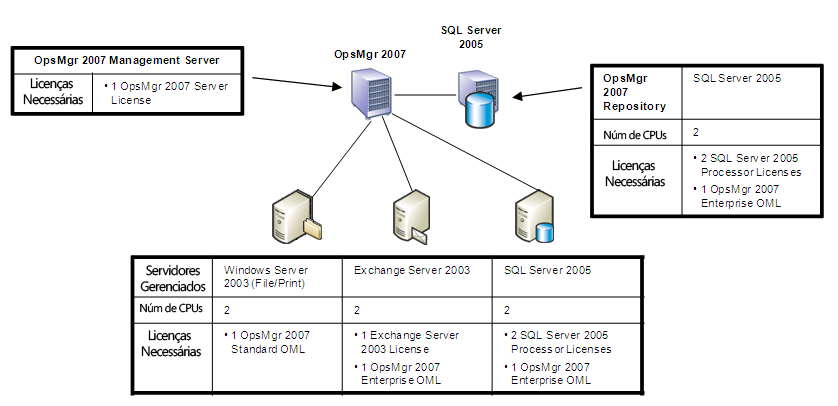 SQL Server
2005
OpsMgr 2007
OpsMgr 2007 Management Server
Licenças
Necessárias
• 1 OpsMgr 2007 Server
License
OpsMgr
2007
Repository
SQL Server 2005
Núm de CPUs
2
Licenças
Necessárias
• 2 SQL Server 2005
Processor Licenses
• 1 OpsMgr 2007
Enterprise OML
Servidores
Gerenciados
Windows Server
2003 (File/Print)
Exchange Server 2003
SQL Server 2005
Núm de CPUs
2
2
2
Licenças
Necessárias
• 1 OpsMgr 2007
Standard OML
• 1 Exchange Server
2003 License
• 1 OpsMgr 2007
Enterprise OML
• 2 SQL Server 2005
Processor Licenses
• 1 OpsMgr 2007
Enterprise OML